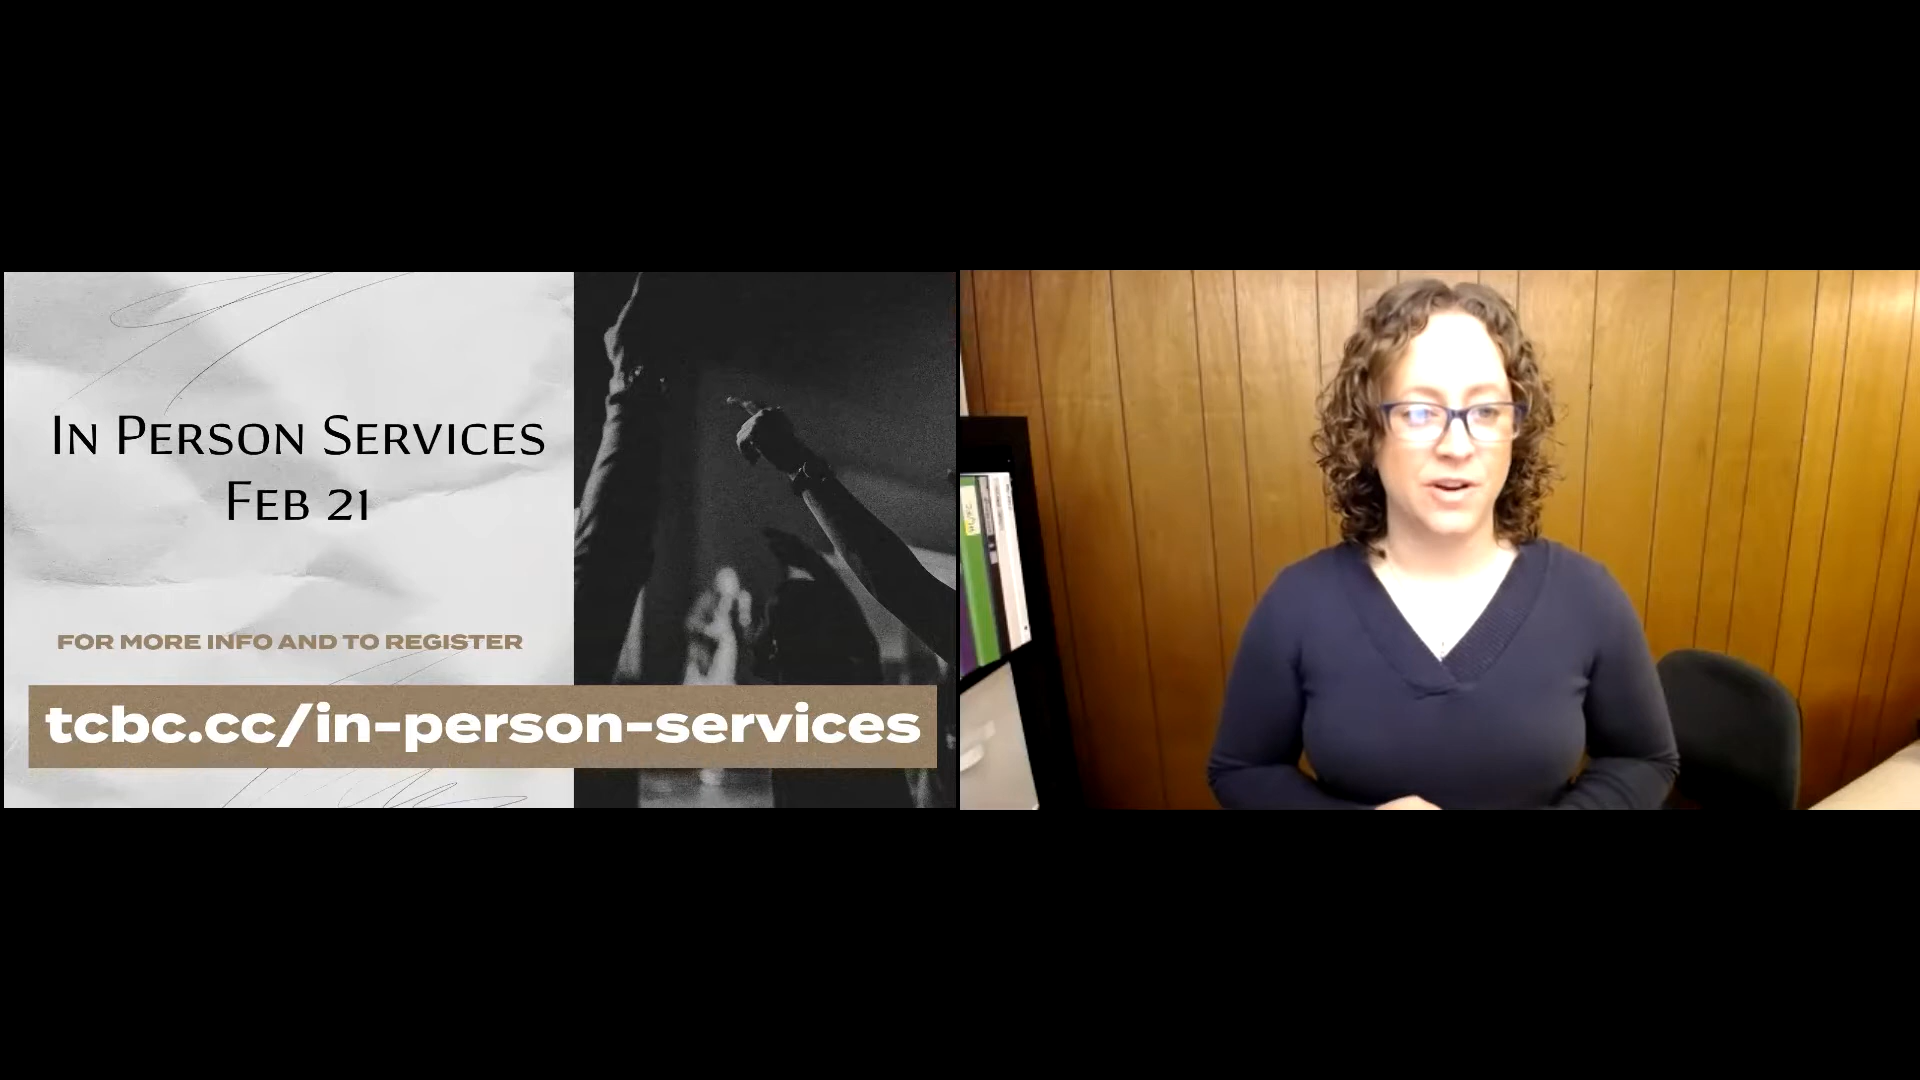 In Person Services
Feb 21
FOR MORE INFO AND TO REGISTER
tcbc.cc/in-person-services